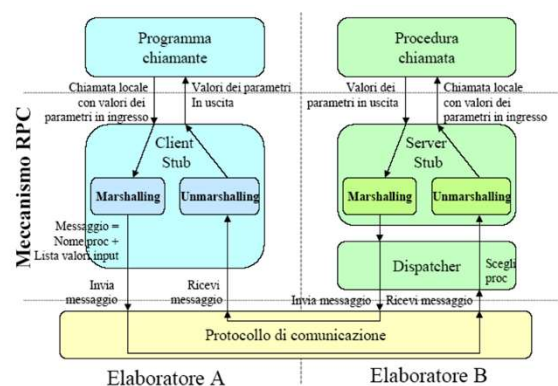 Meccanismo RPC
Programma
chiamante
Procedura
chiamata
Chiamata locale
con valori dei
parametri in ingresso
Valori dei parametri
In uscita
Valori
dei parametri
in uscita
Chiamata locale
con valori dei
parametri in ingresso
Client
Stub
Marshalling
Unmarshalling
Server
Stub
Marshalling
Unmarshalling
Messaggio =
Nome proc +
Lista valori input
Dispatcher
Scegli
proc
Invia
messaggio
Ricevi
messaggio
Invia messaggio
Ricevi messaggio
Protocollo di comunicazione
Elaboratore A
Elaboratore B